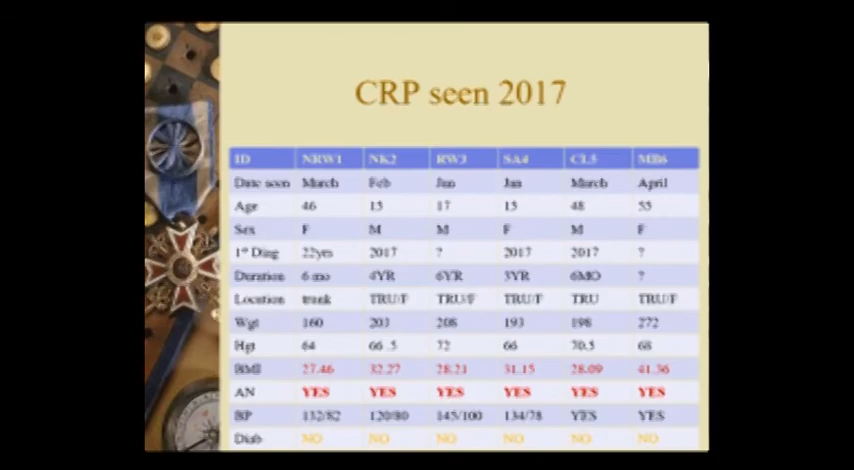 CRP seen 2017
ID NRW1 NK2 RW3 SA4 CL5 MB6
Date seen March Feb Jan Jan March April
Age 46 15 17 15 48 55
Sex F M M F M F
1st Diag 22yrs 2017 ? 2017 2017 ?
Duration 6 mo 4YR 6YR 3YR 6MO ?
Location trunk TRU/F TRU/F TRU/F TRU TRU/F
Wgt 160 203 208 193 198 272
Hgt 64 66 .5 72 66 70.5 68
BMI 27.46 32.27 28.21 31.15 28.09 41.36
AN YES YES YES YES YES YES
BP 132/82 120/80 145/100 134/78 YES YES
Diab NO NO NO NO NO NO